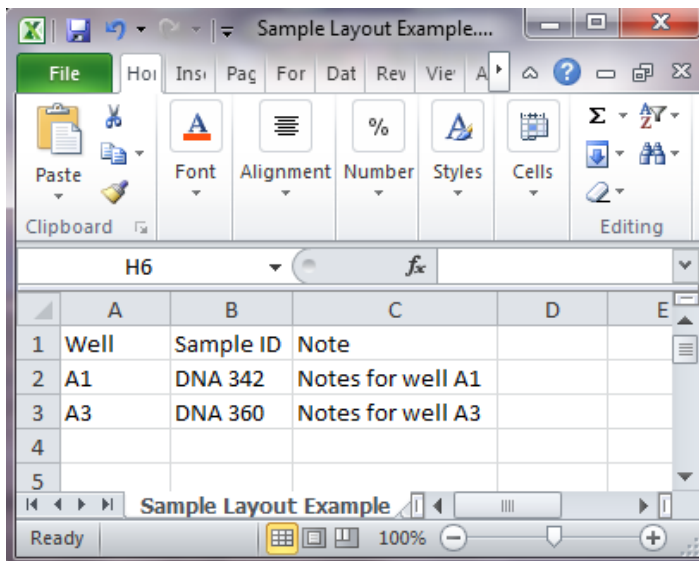 Sample Layout Example....
File Hor Ins Pag For Dat Rev Vie A
Paste Font Alignment Number Styles Cells
Clipboard Editing
H6 fx
A B C D E
1 Well Sample ID Note
2 A1 DNA 342 Notes for well A1
3 A3 DNA 360 Notes for well A3
4
5
Sample Layout Example
Ready 100%